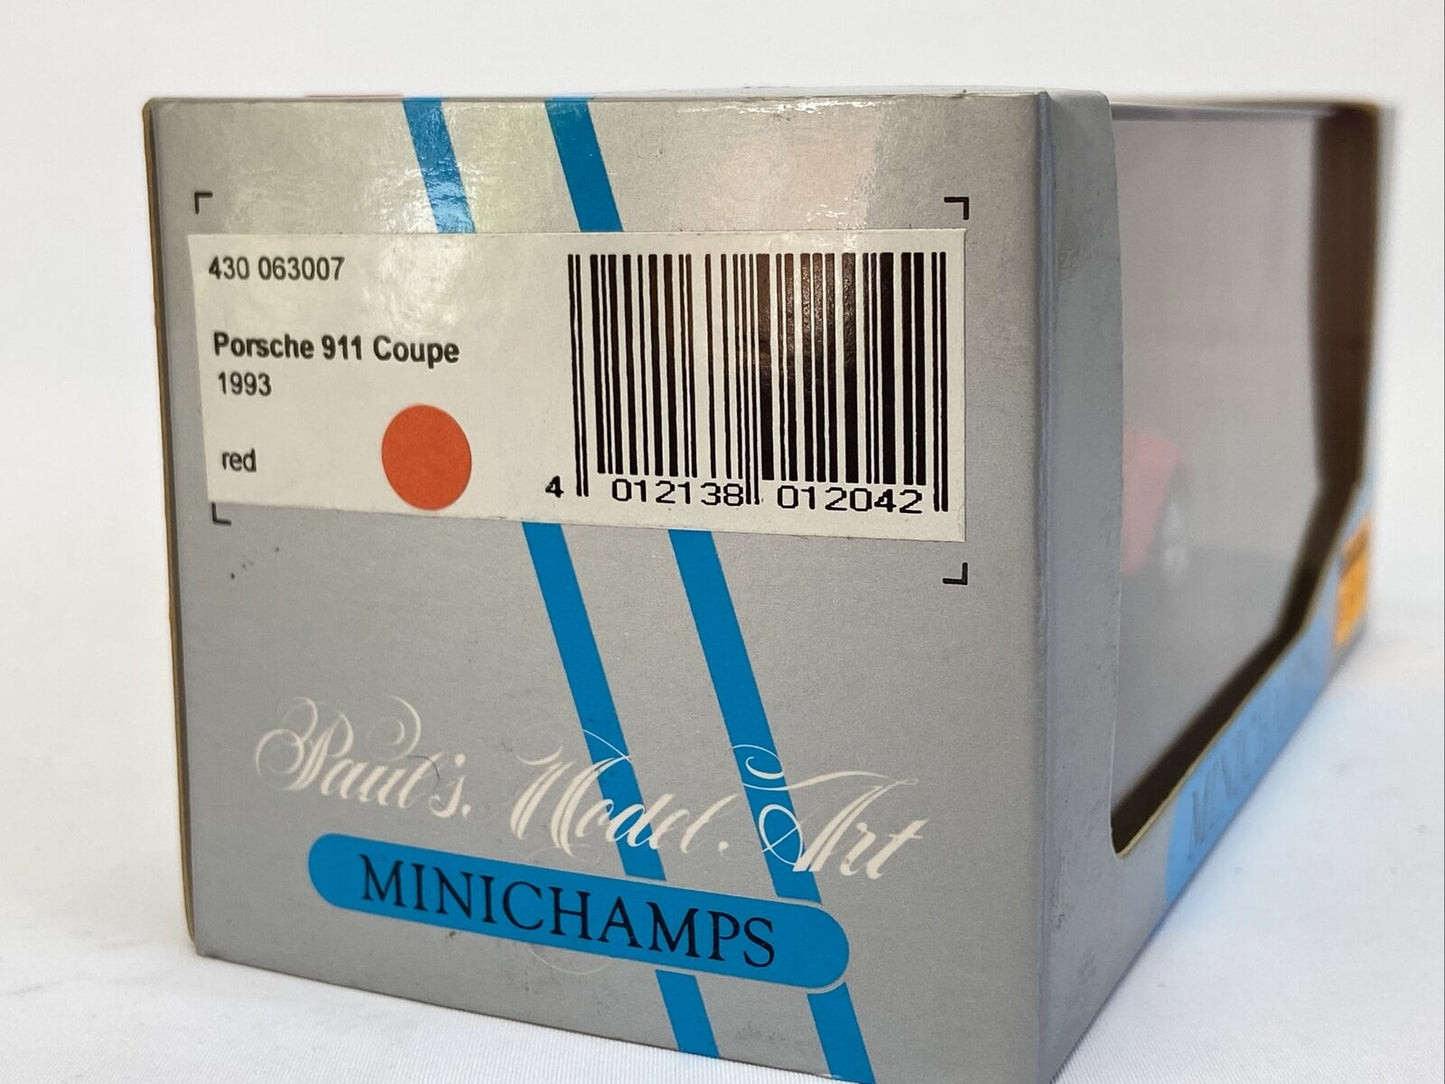 430 063007
Porsche 911 Coupe
1993
red
4 012138 012042
Paul's Model Art
MINICHAMPS